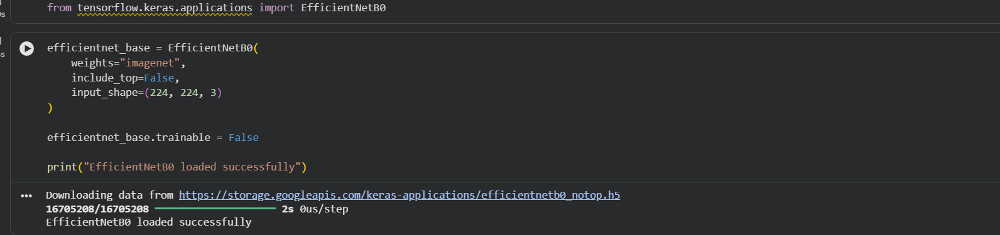 from tensorflow.keras.applications import EfficientNetB0
efficientnet_base = EfficientNetB0(
    weights="imagenet",
    include_top=False,
    input_shape=(224, 224, 3)
)
efficientnet_base.trainable = False
print("EfficientNetB0 loaded successfully")
Downloading data from https://storage.googleapis.com/keras-applications/efficientnetb0_notop.h5
16705208/16705208 ━━━━━━━━━━━━━━━━━━━━ 2s 0us/step
EfficientNetB0 loaded successfully